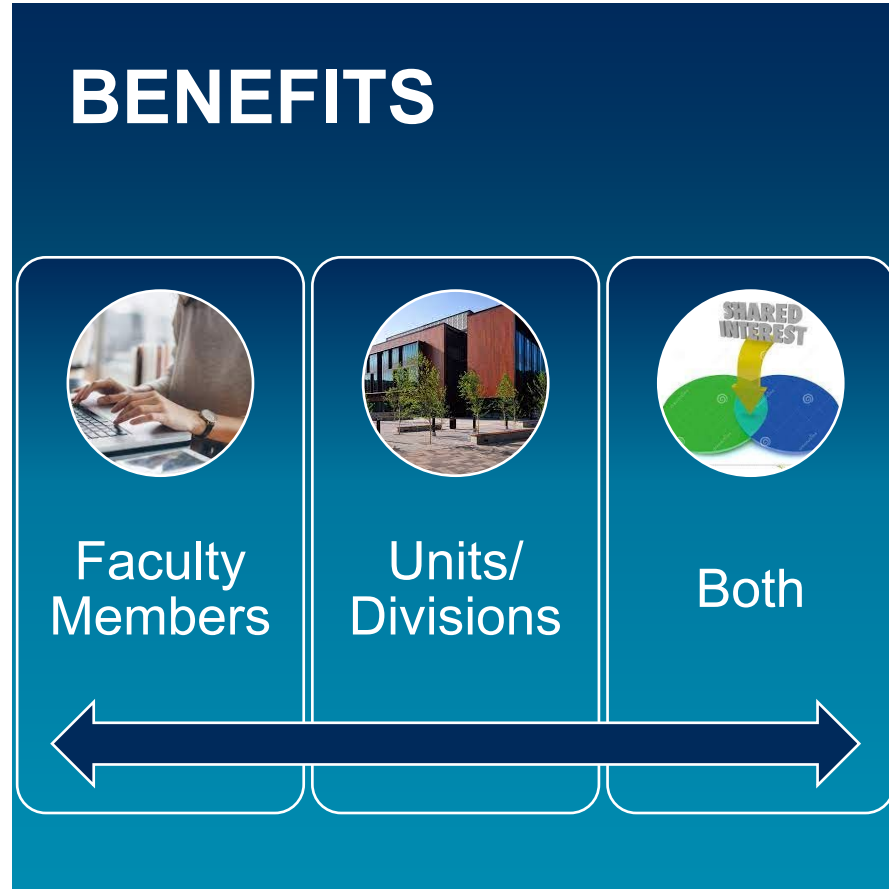 BENEFITS
SHARED
INTEREST
Faculty
Members
Units/
Divisions
Both